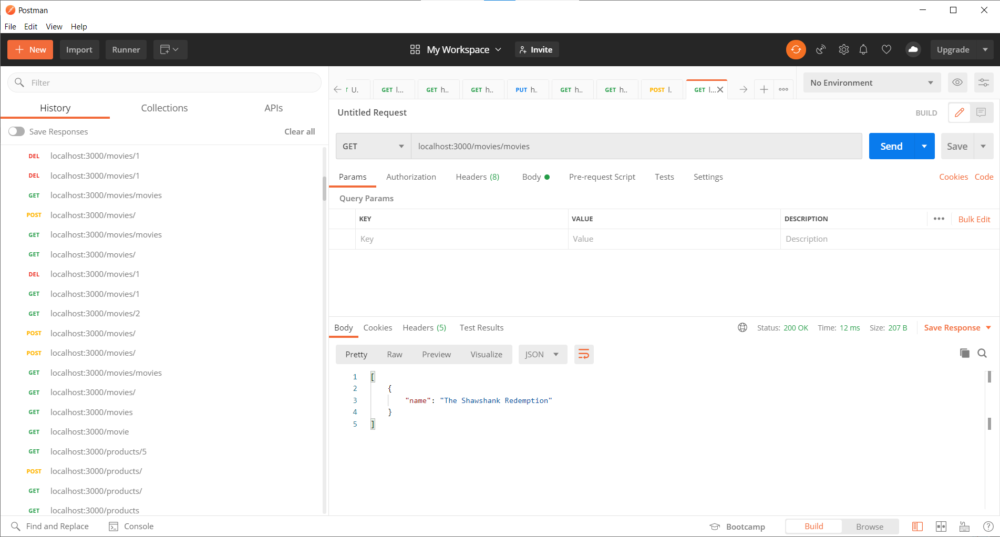 Postman
File Edit View Help
New Import Runner My Workspace Invite Upgrade
Filter
History Collections APIs
Save Responses Clear all
DEL localhost:3000/movies/1
DEL localhost:3000/movies/1
GET localhost:3000/movies/movies
POST localhost:3000/movies/
GET localhost:3000/movies/movies
GET localhost:3000/movies/
DEL localhost:3000/movies/1
GET localhost:3000/movies/1
GET localhost:3000/movies/2
POST localhost:3000/movies/
POST localhost:3000/movies/
GET localhost:3000/movies/movies
GET localhost:3000/movies/
GET localhost:3000/movies
GET localhost:3000/movie
GET localhost:3000/products/5
POST localhost:3000/products/
GET localhost:3000/products/
GET localhost:3000/products
U. GET l... GET h.. GET h.. PUT h. GET h.. GET h.. POST l. GET l...
No Environment
Untitled Request BUILD
GET localhost:3000/movies/movies Send Save
Params Authorization Headers (8) Body Pre-request Script Tests Settings Cookies Code
Query Params
KEY VALUE DESCRIPTION Bulk Edit
Key Value Description
Body Cookies Headers (5) Test Results Status: 200 OK Time: 12 ms Size: 207 B Save Response
Pretty Raw Preview Visualize JSON
1 [
2 {
3 "name": "The Shawshank Redemption"
4 }
5 ]
Find and Replace Console Bootcamp Build Browse